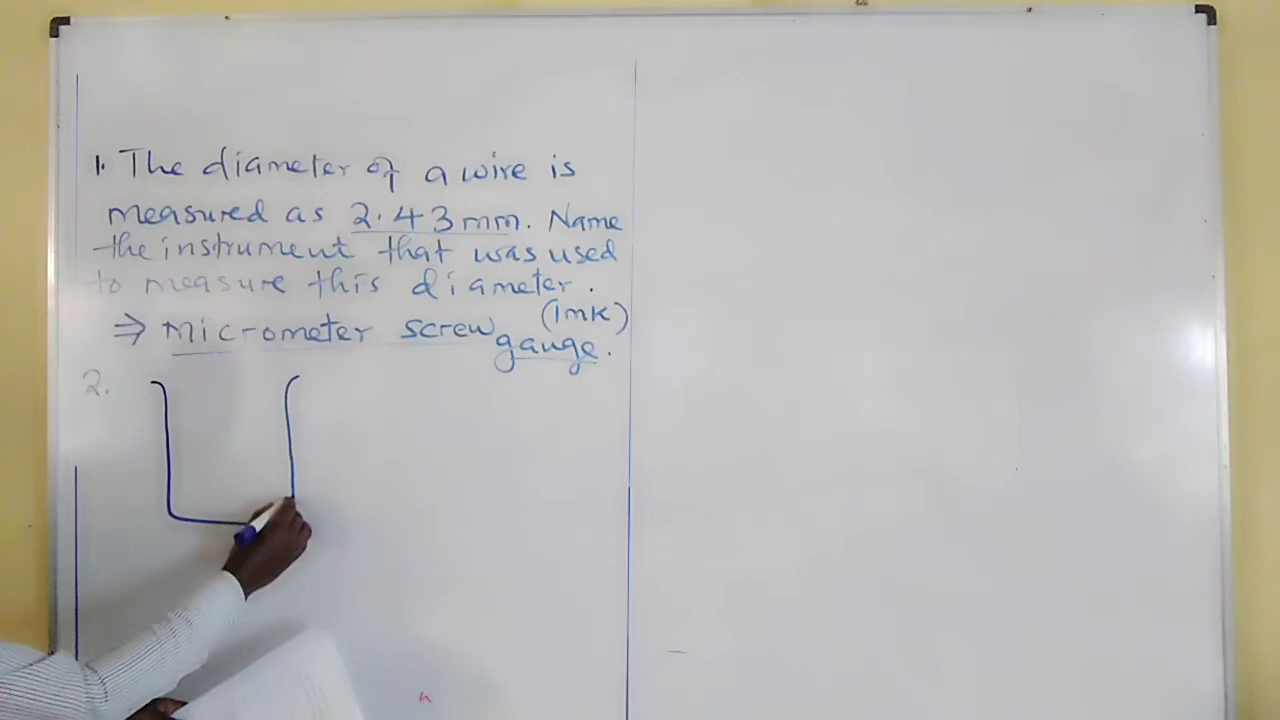 1. The diameter of a wire is
measured as 2.43mm. Name
the instrument that was used
to measure this diameter.
(1mk)
⇒ Micrometer screw gauge.
2.